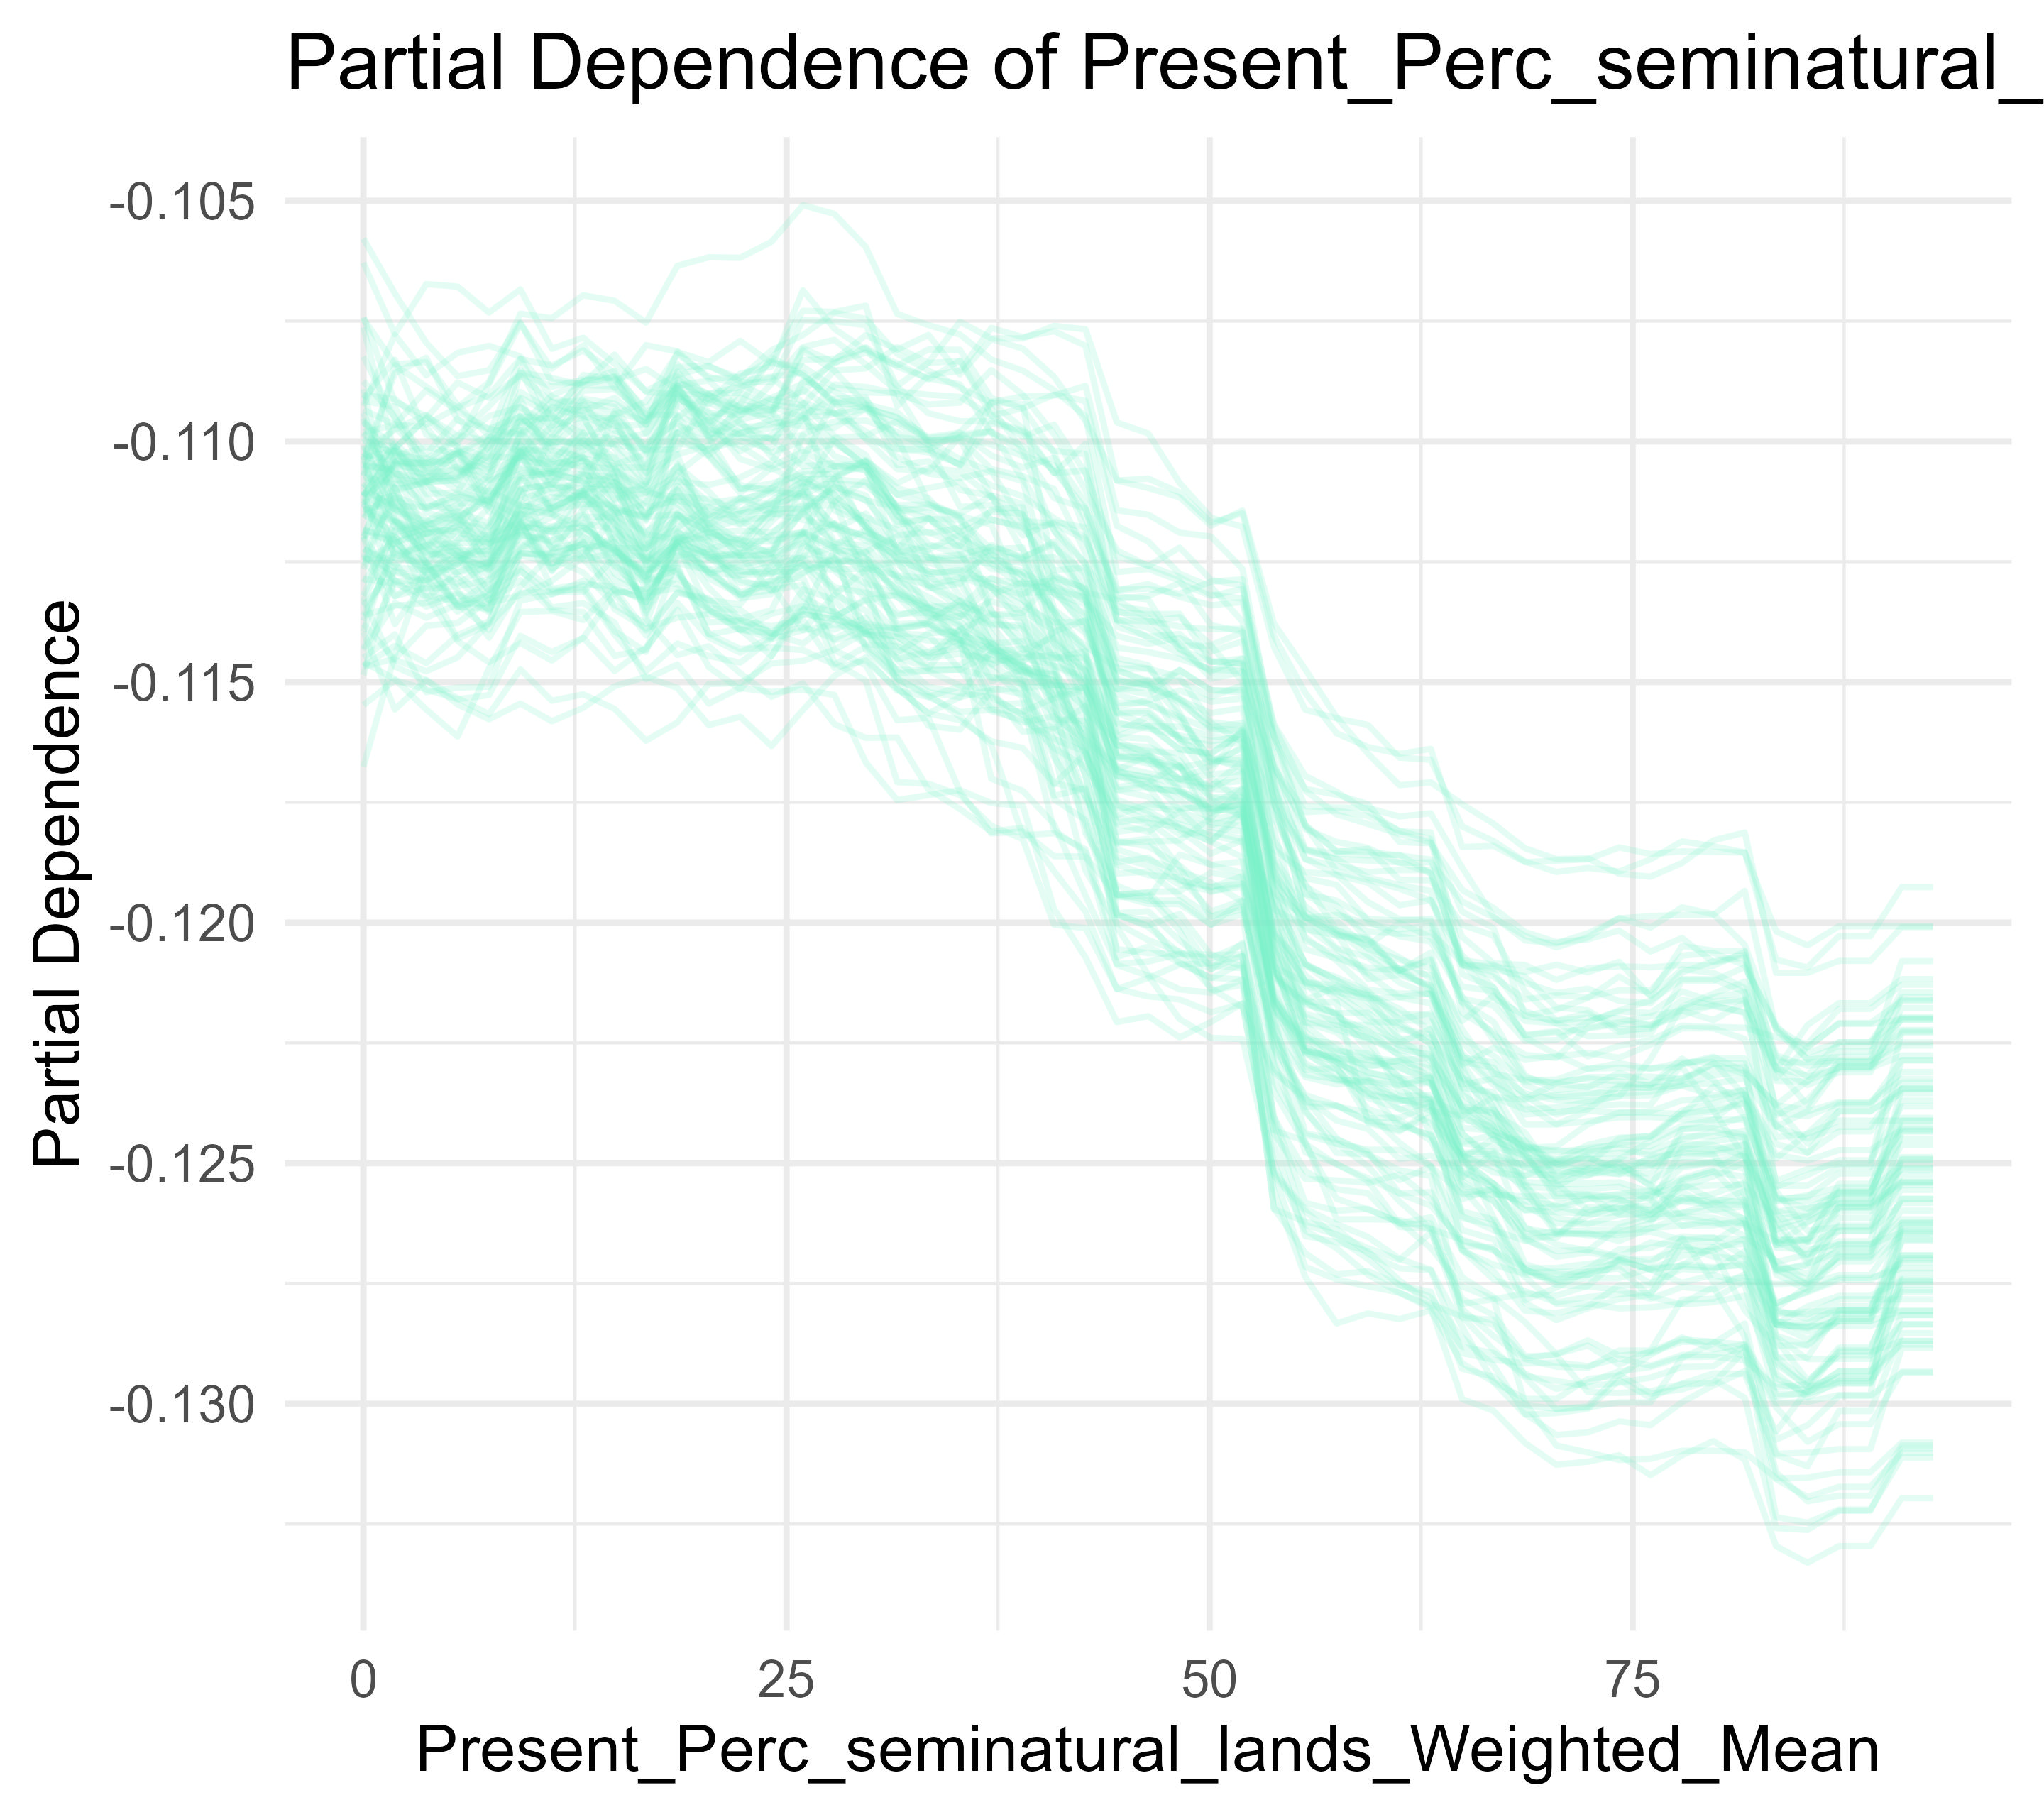 Partial Dependence of Present_Perc_seminatural_
Partial Dependence
-0.105
-0.110
-0.115
-0.120
-0.125
-0.130
0 25 50 75
Present_Perc_seminatural_lands_Weighted_Mean